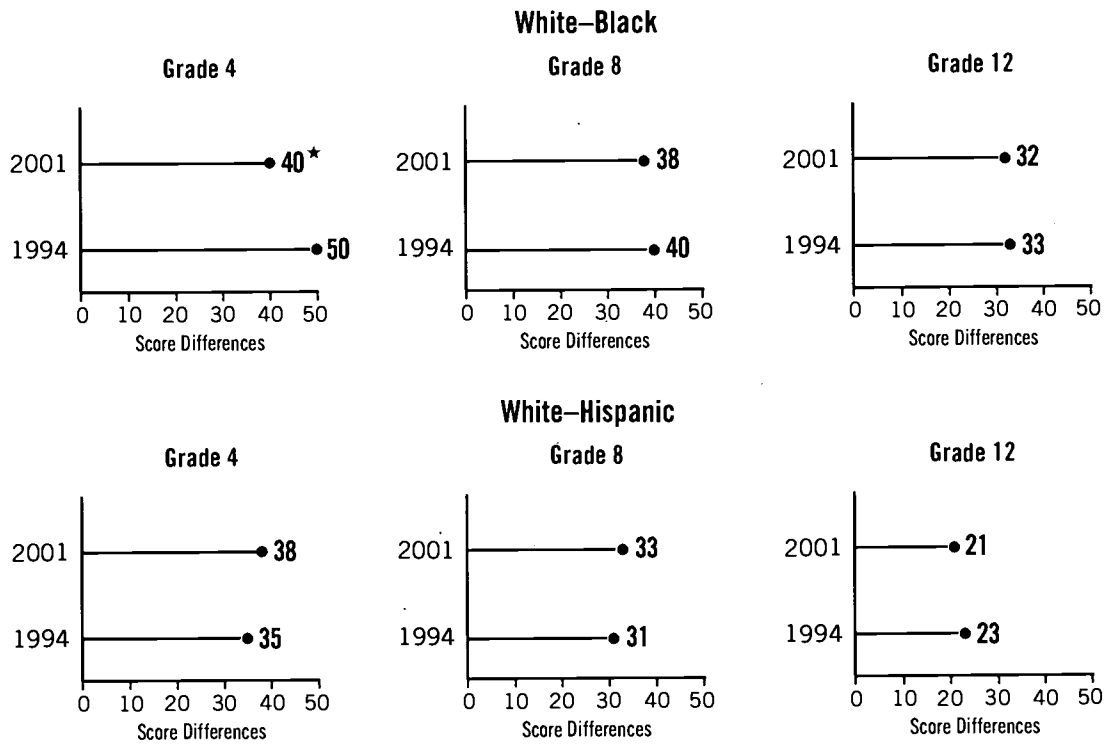 White–Black
Grade 4
Grade 8
Grade 12
2001
40★
1994
50
0 10 20 30 40 50
Score Differences
2001
38
1994
40
0 10 20 30 40 50
Score Differences
2001
32
1994
33
0 10 20 30 40 50
Score Differences
White–Hispanic
Grade 4
Grade 8
Grade 12
2001
38
1994
35
0 10 20 30 40 50
Score Differences
2001
33
1994
31
0 10 20 30 40 50
Score Differences
2001
21
1994
23
0 10 20 30 40 50
Score Differences